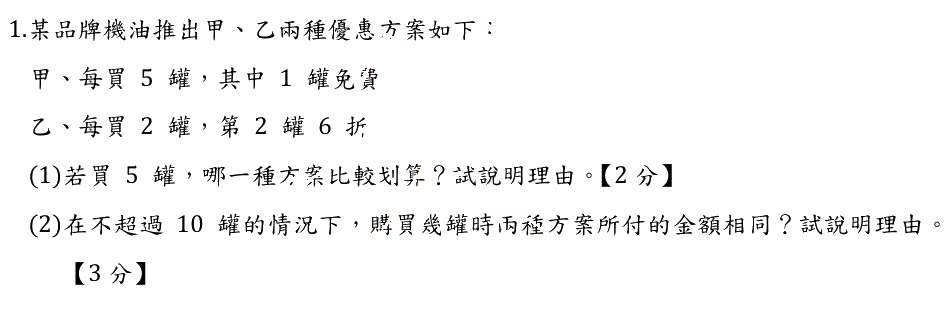 1.某品牌機油推出甲、乙兩種優惠方案如下：
甲、每買 5 罐，其中 1 罐免費
乙、每買 2 罐，第 2 罐 6 折
(1)若買 5 罐，哪一種方案比較划算？試說明理由。【2 分】
(2)在不超過 10 罐的情況下，購買幾罐時兩種方案所付的金額相同？試說明理由。
【3 分】